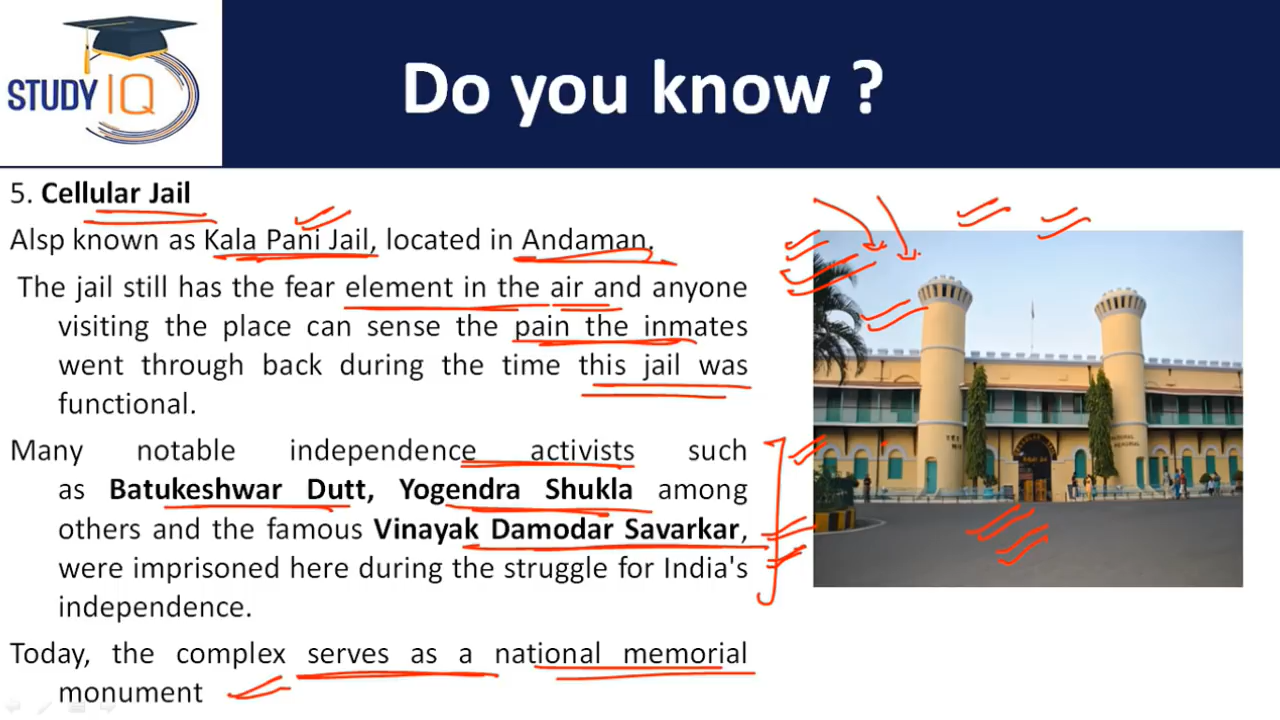 STUDY IQ
Do you know ?
5. Cellular Jail
Alsp known as Kala Pani Jail, located in Andaman.
The jail still has the fear element in the air and anyone
visiting the place can sense the pain the inmates
went through back during the time this jail was
functional.
Many notable independence activists such
as Batukeshwar Dutt, Yogendra Shukla among
others and the famous Vinayak Damodar Savarkar,
were imprisoned here during the struggle for India's
independence.
Today, the complex serves as a national memorial
monument